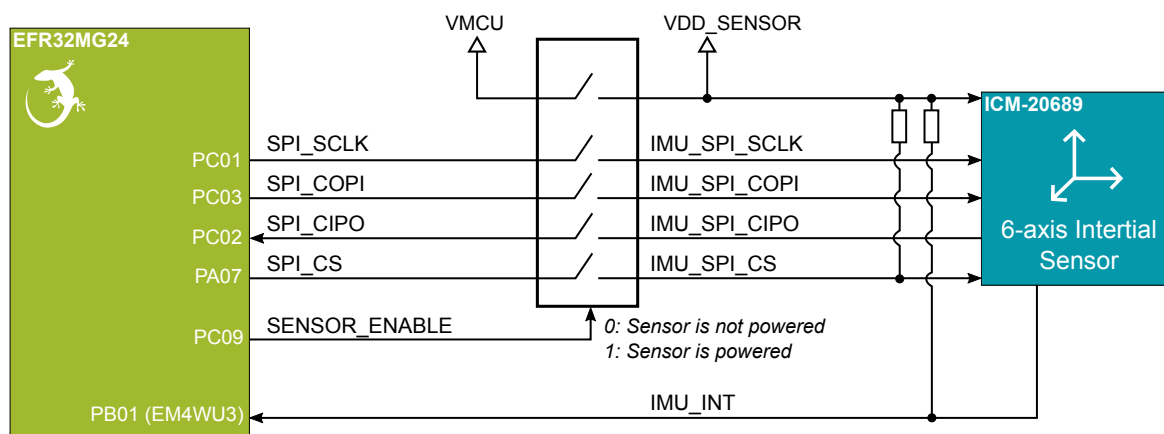 VMCU
VDD_SENSOR
EFR32MG24
ICM-20689
PC01
SPI_SCLK
IMU_SPI_SCLK
PC03
SPI_COPI
IMU_SPI_COPI
PC02
SPI_CIPO
IMU_SPI_CIPO
6-axis Intertial
Sensor
PA07
SPI_CS
IMU_SPI_CS
PC09
SENSOR_ENABLE
0: Sensor is not powered
1: Sensor is powered
PB01 (EM4WU3)
IMU_INT